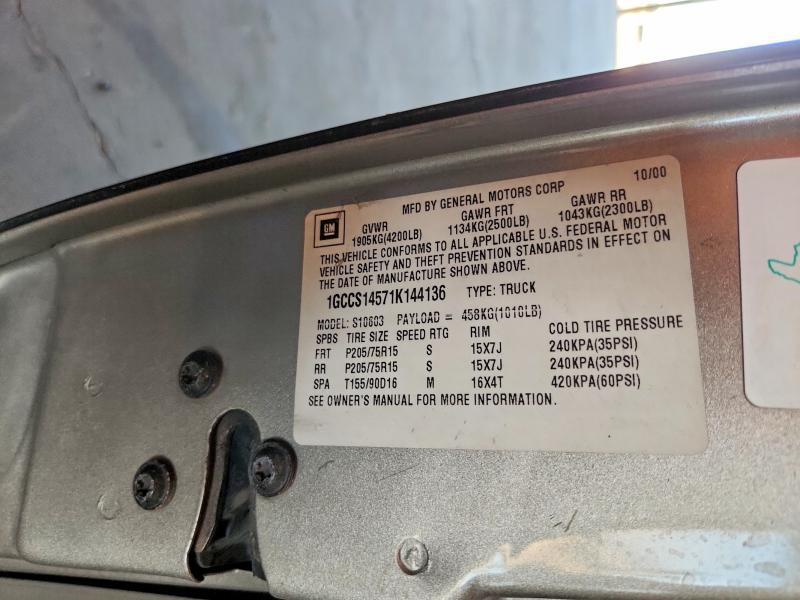 MFD BY GENERAL MOTORS CORP 10/00
GM GVWR GAWR FRT GAWR RR
1905KG(4200LB) 1134KG(2500LB) 1043KG(2300LB)
THIS VEHICLE CONFORMS TO ALL APPLICABLE U.S. FEDERAL MOTOR
VEHICLE SAFETY AND THEFT PREVENTION STANDARDS IN EFFECT ON
THE DATE OF MANUFACTURE SHOWN ABOVE.
1GCCS14571K144136 TYPE: TRUCK
MODEL: S10603 PAYLOAD = 458KG(1010LB)
SPBS TIRE SIZE SPEED RTG RIM COLD TIRE PRESSURE
FRT P205/75R15 S 15X7J 240KPA(35PSI)
RR P205/75R15 S 15X7J 240KPA(35PSI)
SPA T155/90D16 M 16X4T 420KPA(60PSI)
SEE OWNER'S MANUAL FOR MORE INFORMATION.